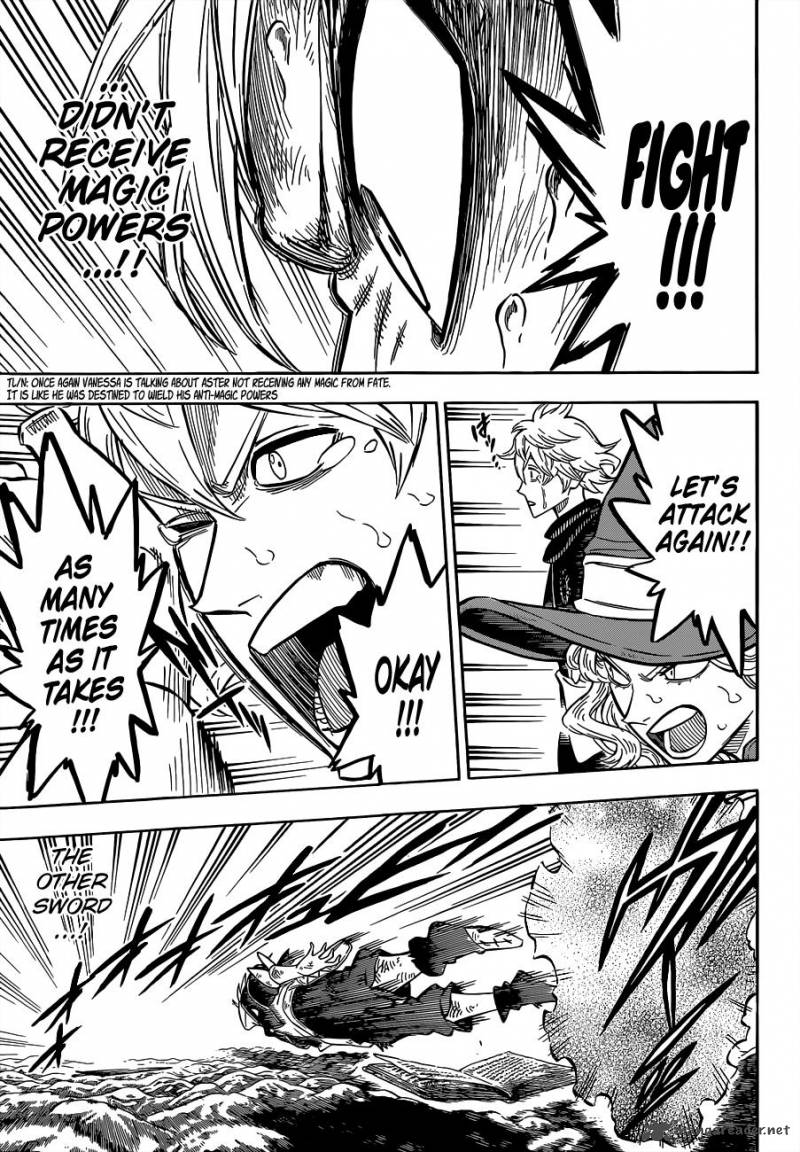 FIGHT
!!!
...
DIDN'T
RECEIVE
MAGIC
POWERS
...!!
TL/N: ONCE AGAIN VANESSA IS TALKING ABOUT ASTER NOT RECEIVING ANY MAGIC FROM FATE.
IT IS LIKE HE WAS DESTINED TO WIELD HIS ANTI-MAGIC POWERS
LET'S
ATTACK
AGAIN!!
OKAY
!!!
AS
MANY
TIMES
AS IT
TAKES
!!!
THE
OTHER
SWORD
....!